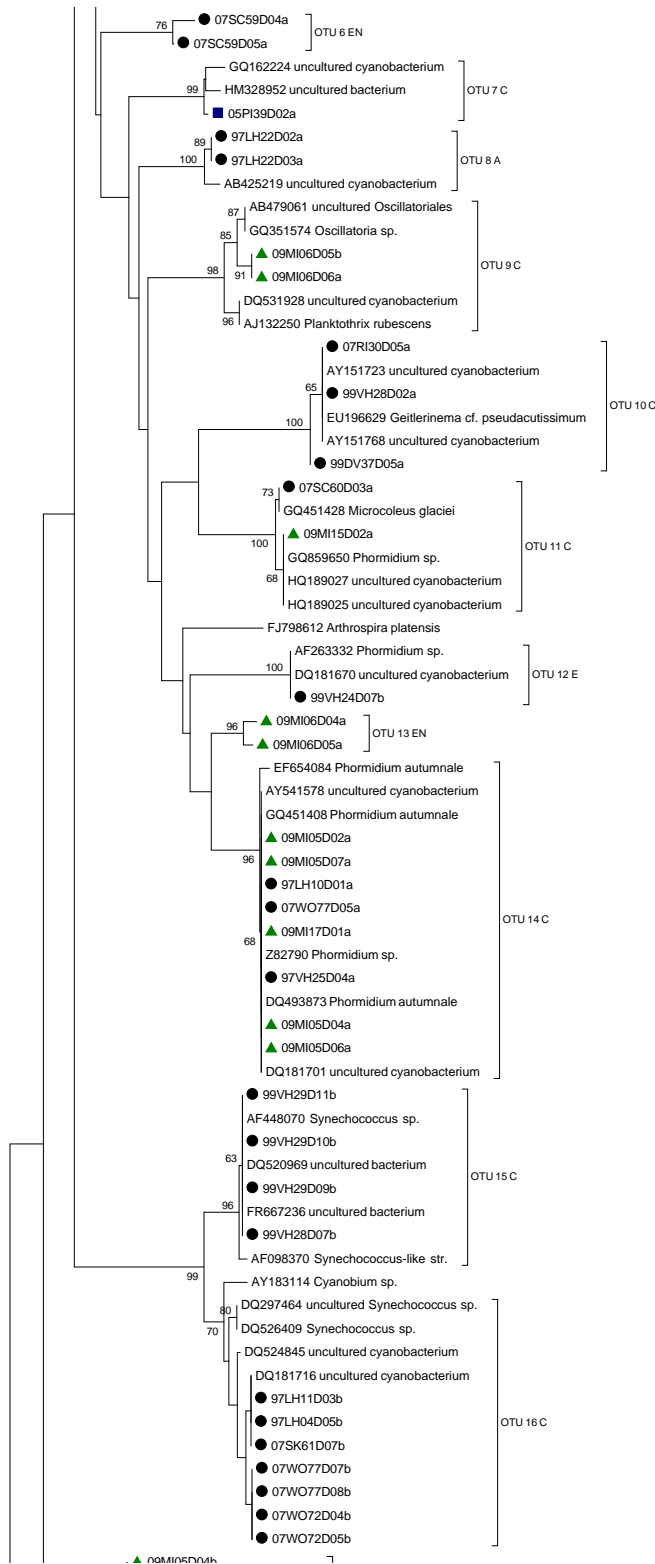 07SC59D04a
76
OTU 6 EN
07SC59D05a
GQ162224 uncultured cyanobacterium
99
HM328952 uncultured bacterium
OTU 7 C
05PI39D02a
97LH22D02a
89
97LH22D03a
100
OTU 8 A
AB425219 uncultured cyanobacterium
AB479061 uncultured Oscillatoriales
87
GQ351574 Oscillatoria sp.
85
09MI06D05b
OTU 9 C
98
91
09MI06D06a
DQ531928 uncultured cyanobacterium
96
AJ132250 Planktothrix rubescens
07RI30D05a
AY151723 uncultured cyanobacterium
65
99VH28D02a
OTU 10 C
EU196629 Geitlerinema cf. pseudacutissimum
100
AY151768 uncultured cyanobacterium
99DV37D05a
07SC60D03a
73
GQ451428 Microcoleus glaciei
09MI15D02a
100
OTU 11 C
GQ859650 Phormidium sp.
68
HQ189027 uncultured cyanobacterium
HQ189025 uncultured cyanobacterium
FJ798612 Arthrospira platensis
AF263332 Phormidium sp.
100
DQ181670 uncultured cyanobacterium
OTU 12 E
99VH24D07b
09MI06D04a
96
OTU 13 EN
09MI06D05a
EF654084 Phormidium autumnale
AY541578 uncultured cyanobacterium
GQ451408 Phormidium autumnale
09MI05D02a
96
09MI05D07a
97LH10D01a
07WO77D05a
OTU 14 C
09MI17D01a
68
Z82790 Phormidium sp.
97VH25D04a
DQ493873 Phormidium autumnale
09MI05D04a
09MI05D06a
DQ181701 uncultured cyanobacterium
99VH29D11b
AF448070 Synechococcus sp.
99VH29D10b
63
DQ520969 uncultured bacterium
OTU 15 C
99VH29D09b
96
FR667236 uncultured bacterium
99VH28D07b
AF098370 Synechococcus-like str.
99
AY183114 Cyanobium sp.
80
DQ297464 uncultured Synechococcus sp.
70
DQ526409 Synechococcus sp.
DQ524845 uncultured cyanobacterium
DQ181716 uncultured cyanobacterium
97LH11D03b
97LH04D05b
OTU 16 C
07SK61D07b
07WO77D07b
07WO77D08b
07WO72D04b
07WO72D05b
09MI05D04b